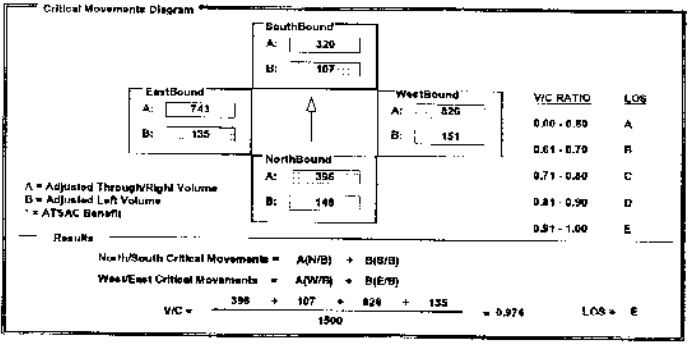 Critical Movements Diagram
SouthBound
A: 320
B: 107
EastBound
A: 743
B: 135
WestBound
A: 826
B: 151
NorthBound
A: 396
B:
V/C RATIO LOS
0.00 - 0.60 A
0.61 - 0.70 B
0.71 - 0.80 C
0.81 - 0.90 D
0.91 - 1.00 E
A = Adjusted Through/Right Volume
B = Adjusted Left Volume
* = ATSAC Benefit
Results
North/South Critical Movements = A(N/B) + B(S/B)
West/East Critical Movements = A(W/B) + B(E/B)
V/C = 396 + 107 + 826 + 135 = 0.976 LOS = E
1500